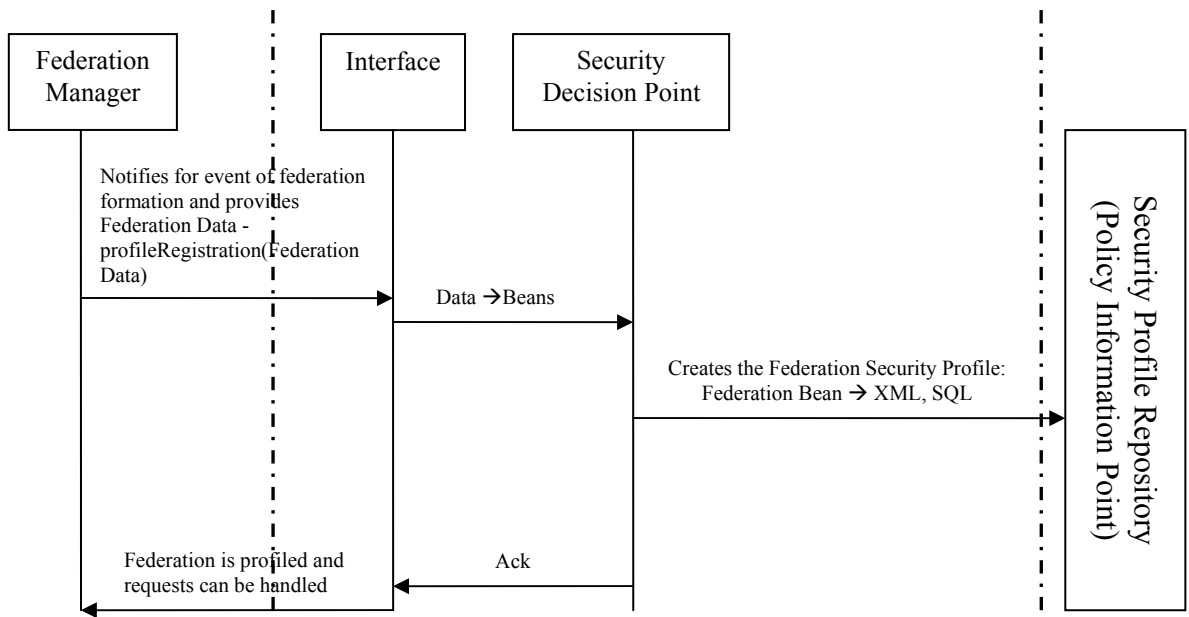 Federation
Manager
Interface
Security
Decision Point
Notifies for event of federation
formation and provides
Federation Data -
profileRegistration(Federation
Data)
Data →Beans
Creates the Federation Security Profile:
Federation Bean → XML, SQL
Security Profile Repository
(Policy Information Point)
Federation is profiled and
requests can be handled
Ack